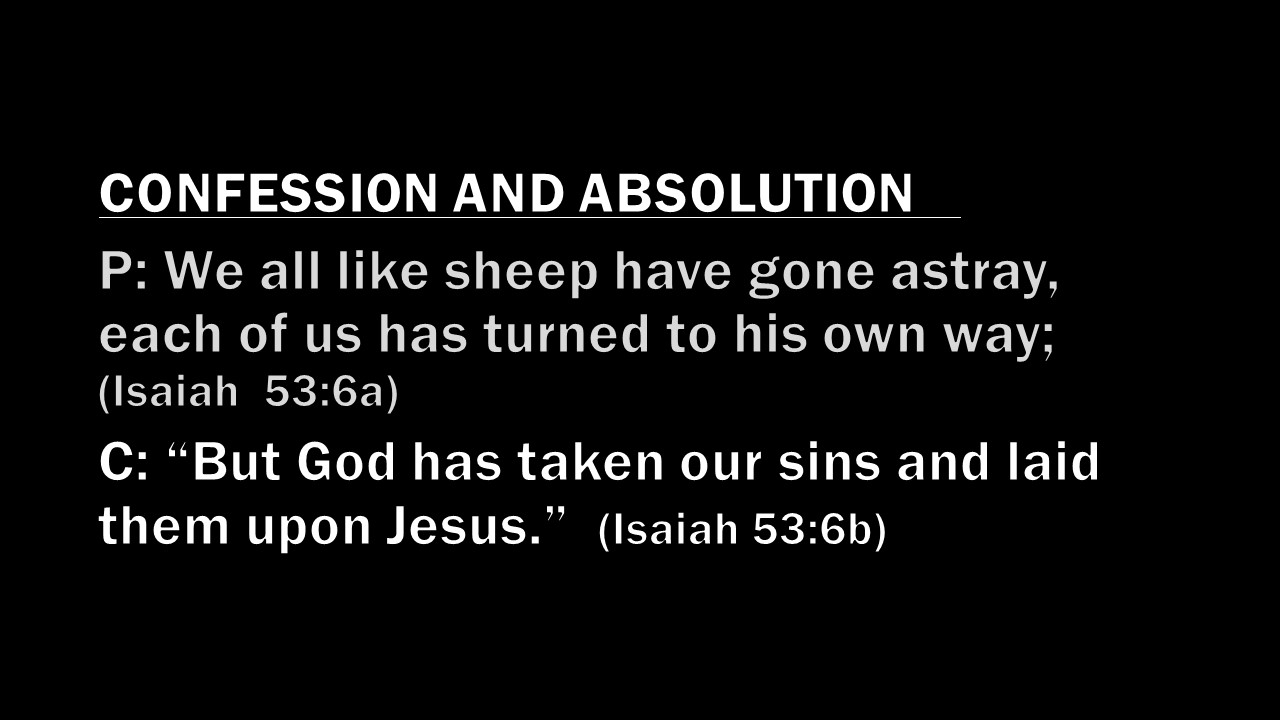 CONFESSION AND ABSOLUTION
P: We all like sheep have gone astray,
each of us has turned to his own way;
(Isaiah  53:6a)
C: “But God has taken our sins and laid
them upon Jesus.”  (Isaiah 53:6b)